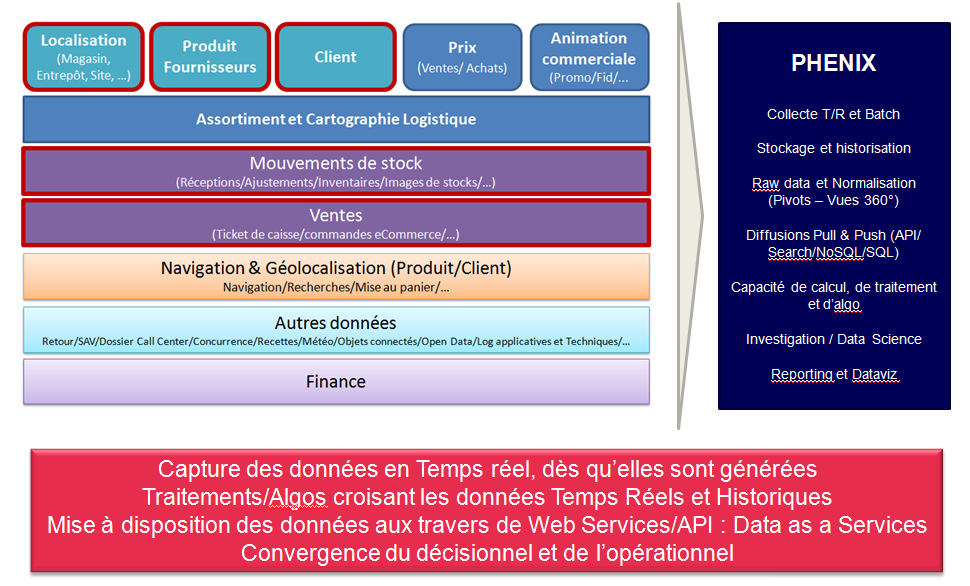 Localisation
(Magasin,
Entrepôt, Site, ...)
Produit
Fournisseurs
Client
Prix
(Ventes/ Achats)
Animation
commerciale
(Promo/Fid/...
Assortiment et Cartographie Logistique
Mouvements de stock
(Réceptions/Ajustements/Inventaires/Images de stocks/...)
Ventes
(Ticket de caisse/commandes eCommerce/...)
Navigation & Géolocalisation (Produit/Client)
Navigation/Recherches/Mise au panier/...
Autres données
Retour/SAV/Dossier Call Center/Concurrence/Recettes/Météo/Objets connectés/Open Data/Log applicatives et Techniques/...
Finance
PHENIX
Collecte T/R et Batch
Stockage et historisation
Raw data et Normalisation
(Pivots – Vues 360°)
Diffusions Pull & Push (API/
Search/NoSQL/SQL)
Capacité de calcul, de traitement
et d'algo
Investigation / Data Science
Reporting et Dataviz
Capture des données en Temps réel, dès qu'elles sont générées
Traitements/Algos croisant les données Temps Réels et Historiques
Mise à disposition des données aux travers de Web Services/API : Data as a Services
Convergence du décisionnel et de l'opérationnel